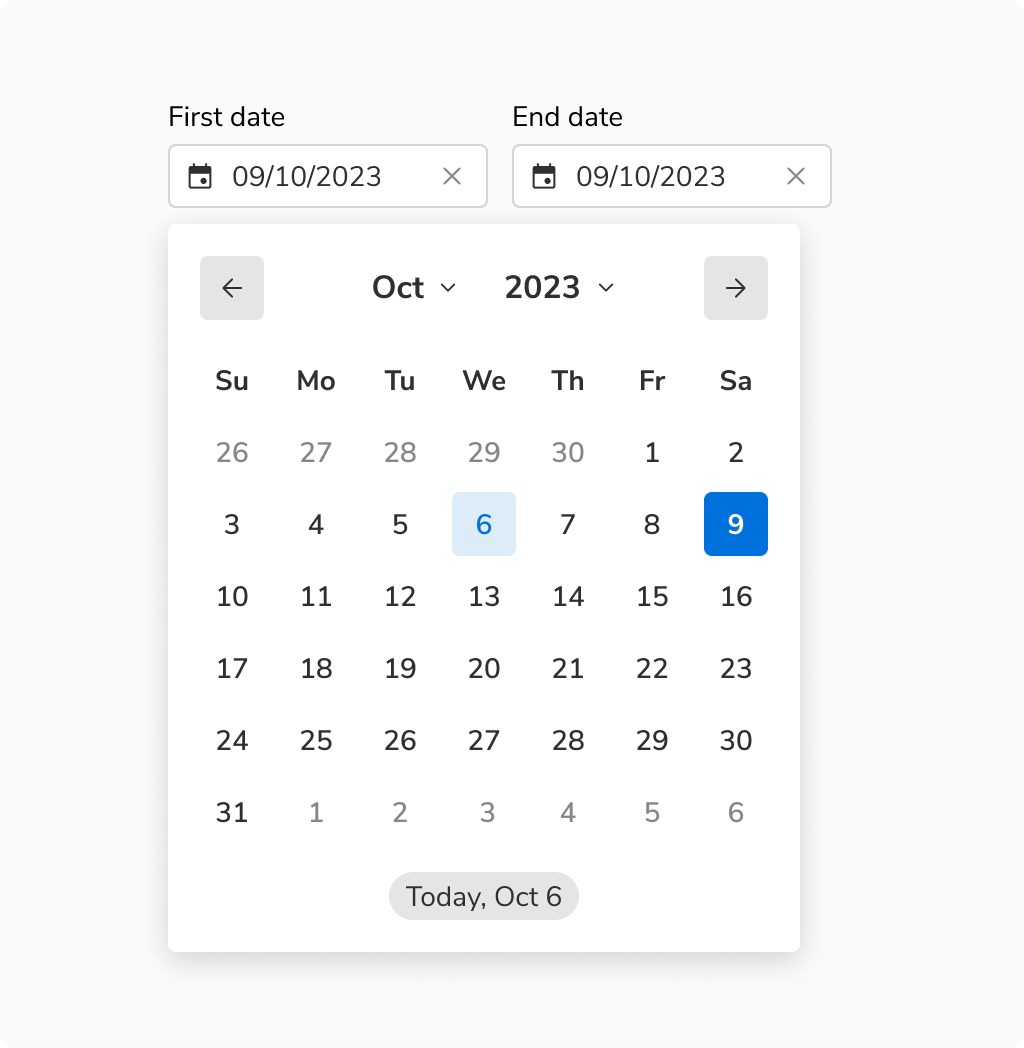 First date End date
09/10/2023 09/10/2023
Oct 2023
Su Mo Tu We Th Fr Sa
26 27 28 29 30 1 2
3 4 5 6 7 8 9
10 11 12 13 14 15 16
17 18 19 20 21 22 23
24 25 26 27 28 29 30
31 1 2 3 4 5 6
Today, Oct 6